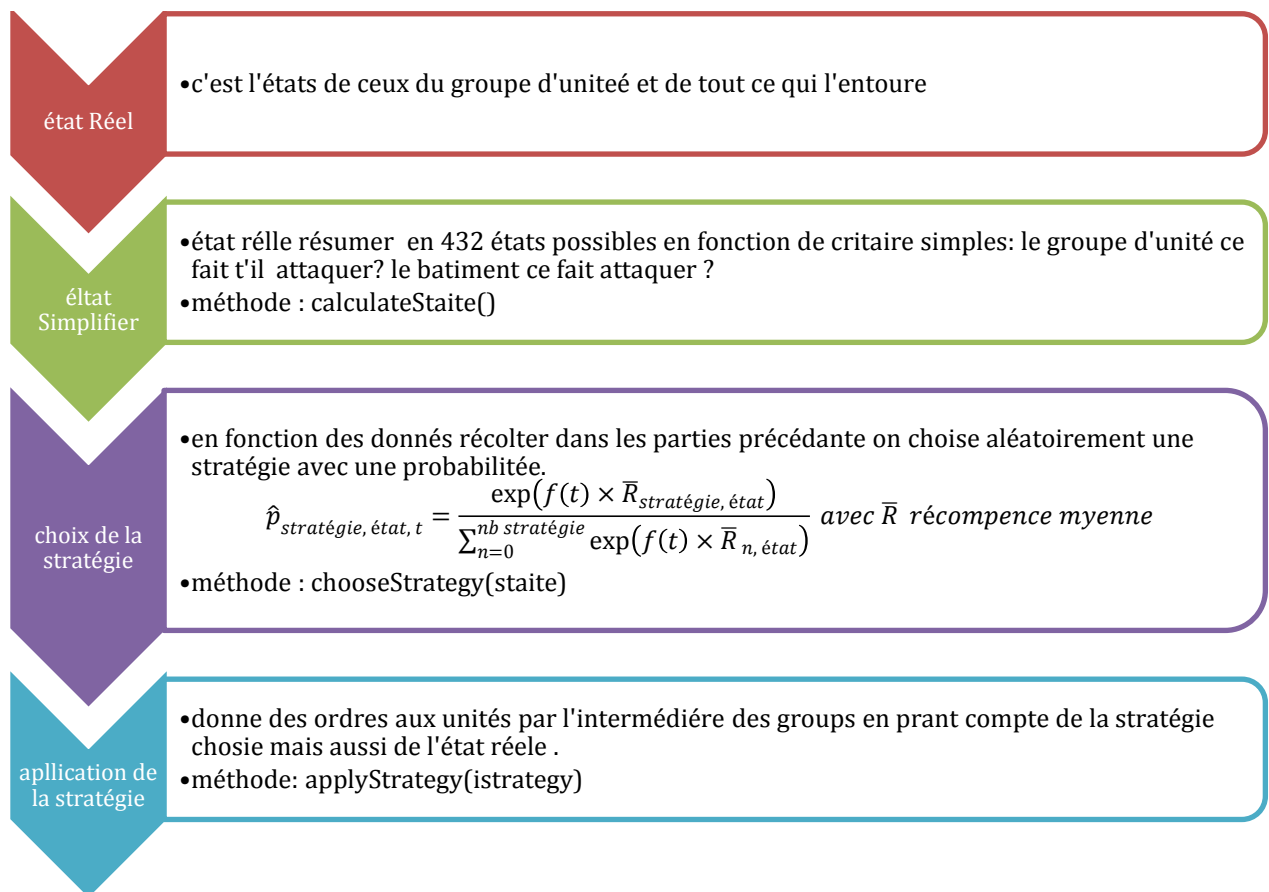 état Réel
•c'est l'états de ceux du groupe d'uniteé et de tout ce qui l'entoure
éltat
Simplifier
•état rélle résumer en 432 états possibles en fonction de critaire simples: le groupe d'unité ce
fait t'il attaquer? le batiment ce fait attaquer ?
•méthode : calculateStaite()
choix de la
stratégie
•en fonction des donnés récolter dans les parties précédante on choise aléatoirement une
stratégie avec une probabilitée.
p̂_{stratégie, état, t} = exp(f(t) × R̅_{stratégie, état}) / ∑_{n=0}^{nb stratégie} exp(f(t) × R̅_{n, état}) avec R̅ récompence myenne
•méthode : chooseStrategy(staite)
apllication de
la stratégie
•donne des ordres aux unités par l'intermédiére des groups en prant compte de la stratégie
chosie mais aussi de l'état réele .
•méthode: applyStrategy(istrategy)